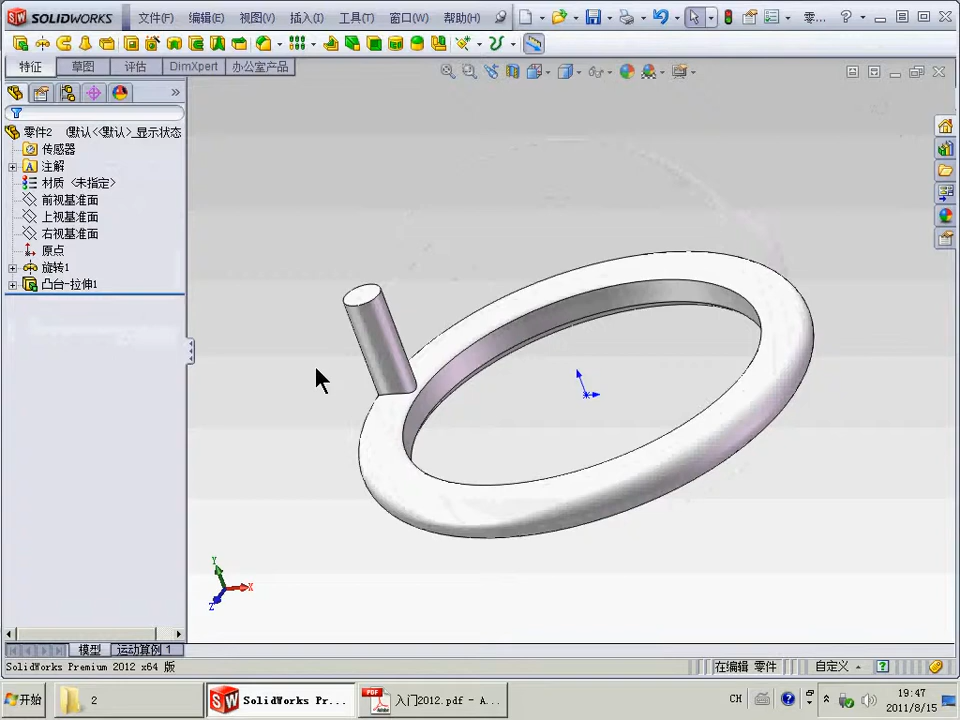 SOLIDWORKS 文件(F) 编辑(E) 视图(V) 插入(I) 工具(T) 窗口(W) 帮助(H) 零... ?
特征 草图 评估 DimXpert 办公室产品
零件2 (默认<<默认>_显示状态
传感器
注解
材质 <未指定>
前视基准面
上视基准面
右视基准面
原点
旋转1
凸台-拉伸1
Y
X
Z
模型 运动算例 1
SolidWorks Premium 2012 x64 版 在编辑 零件 自定义 ?
开始 2 SolidWorks Pr... 入门2012.pdf - A... CH 19:47
2011/8/15